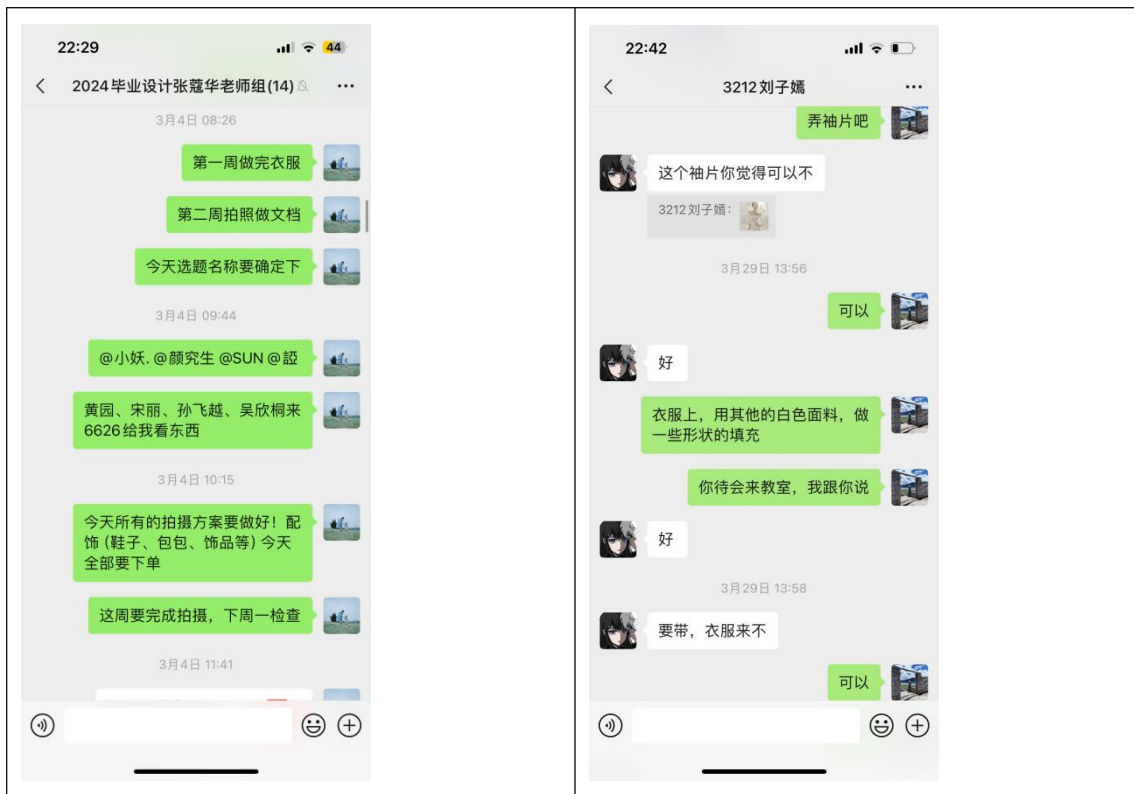 22:29
44
2024毕业设计张蔻华老师组(14)
3月4日 08:26
第一周做完衣服
第二周拍照做文档
今天选题名称要确定下
3月4日 09:44
@小妖. @颜究生 @SUN @誩
黄园、宋丽、孙飞越、吴欣桐来
6626给我看东西
3月4日 10:15
今天所有的拍摄方案要做好！配
饰（鞋子、包包、饰品等）今天
全部要下单
这周要完成拍摄，下周一检查
3月4日 11:41
22:42
3212刘子嫣
弄袖片吧
这个袖片你觉得可以不
3212刘子嫣：
3月29日 13:56
可以
好
衣服上，用其他的白色面料，做
一些形状的填充
你待会来教室，我跟你说
好
3月29日 13:58
要带，衣服来不
可以